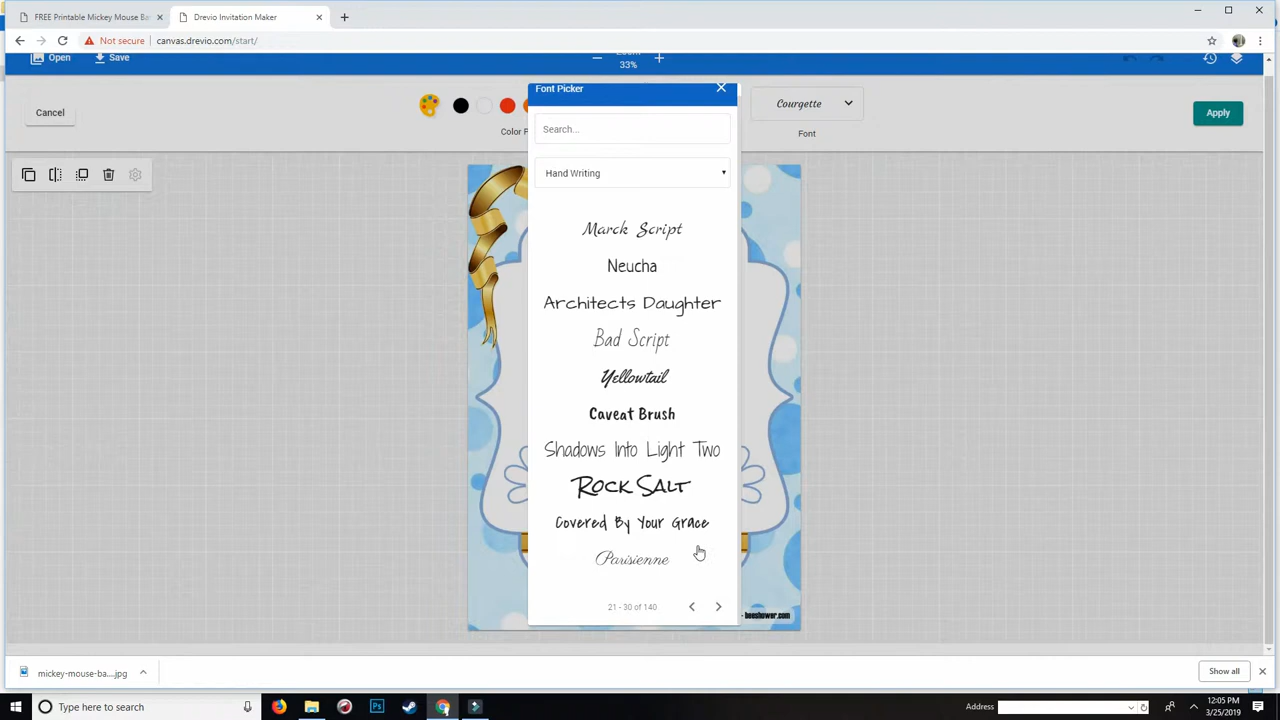 FREE Printable Mickey Mouse Ba
Drevio Invitation Maker
Not secure
canvas.drevio.com/start/
Open
Save
33%
Font Picker
Cancel
Courgette
Apply
Search...
Color P
Font
Hand Writing
Marck Script
Neucha
Architects Daughter
Bad Script
Yellowtail
Caveat Brush
Shadows Into Light Two
Rock Salt
Covered By Your Grace
Parisienne
21 - 30 of 140
- beeshower.com
mickey-mouse-ba....jpg
Show all
Type here to search
Address
12:05 PM
3/25/2019